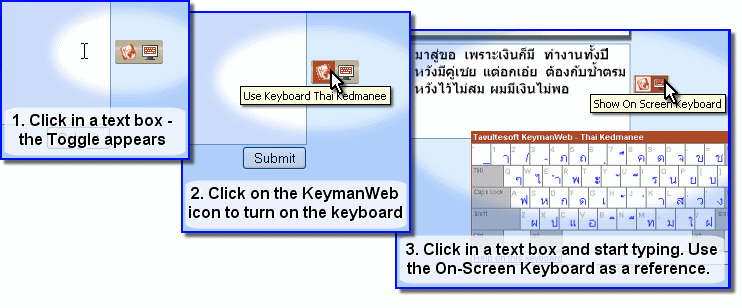 1. Click in a text box -
the Toggle appears
Use Keyboard Thai Kedmanee
Submit
2. Click on the KeymanWeb
icon to turn on the keyboard
มาสู่ขอ เพราะเงินก็มี ทำงานทั้งปี
หวังมีคู่เชย แต่อกเอ๋ย ต้องกับช้ำตรม
หวังไว้ไม่สม ผมมีเงินไม่พอ
Show On Screen Keyboard
Tavultesoft KeymanWeb - Thai Kedmanee
Tab
Caps Lock
Shift
3. Click in a text box and start typing. Use
the On-Screen Keyboard as a reference.